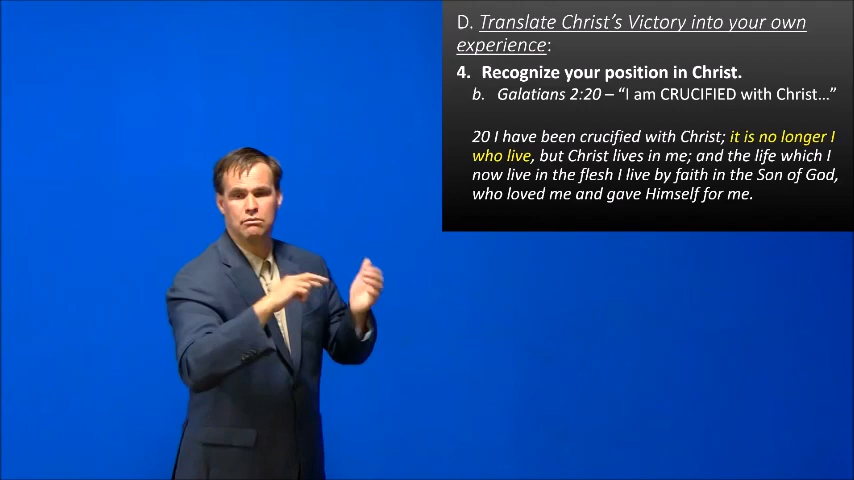 D. Translate Christ's Victory into your own
experience:
4. Recognize your position in Christ.
b. Galatians 2:20 – “I am CRUCIFIED with Christ…”
20 I have been crucified with Christ; it is no longer I
who live, but Christ lives in me; and the life which I
now live in the flesh I live by faith in the Son of God,
who loved me and gave Himself for me.